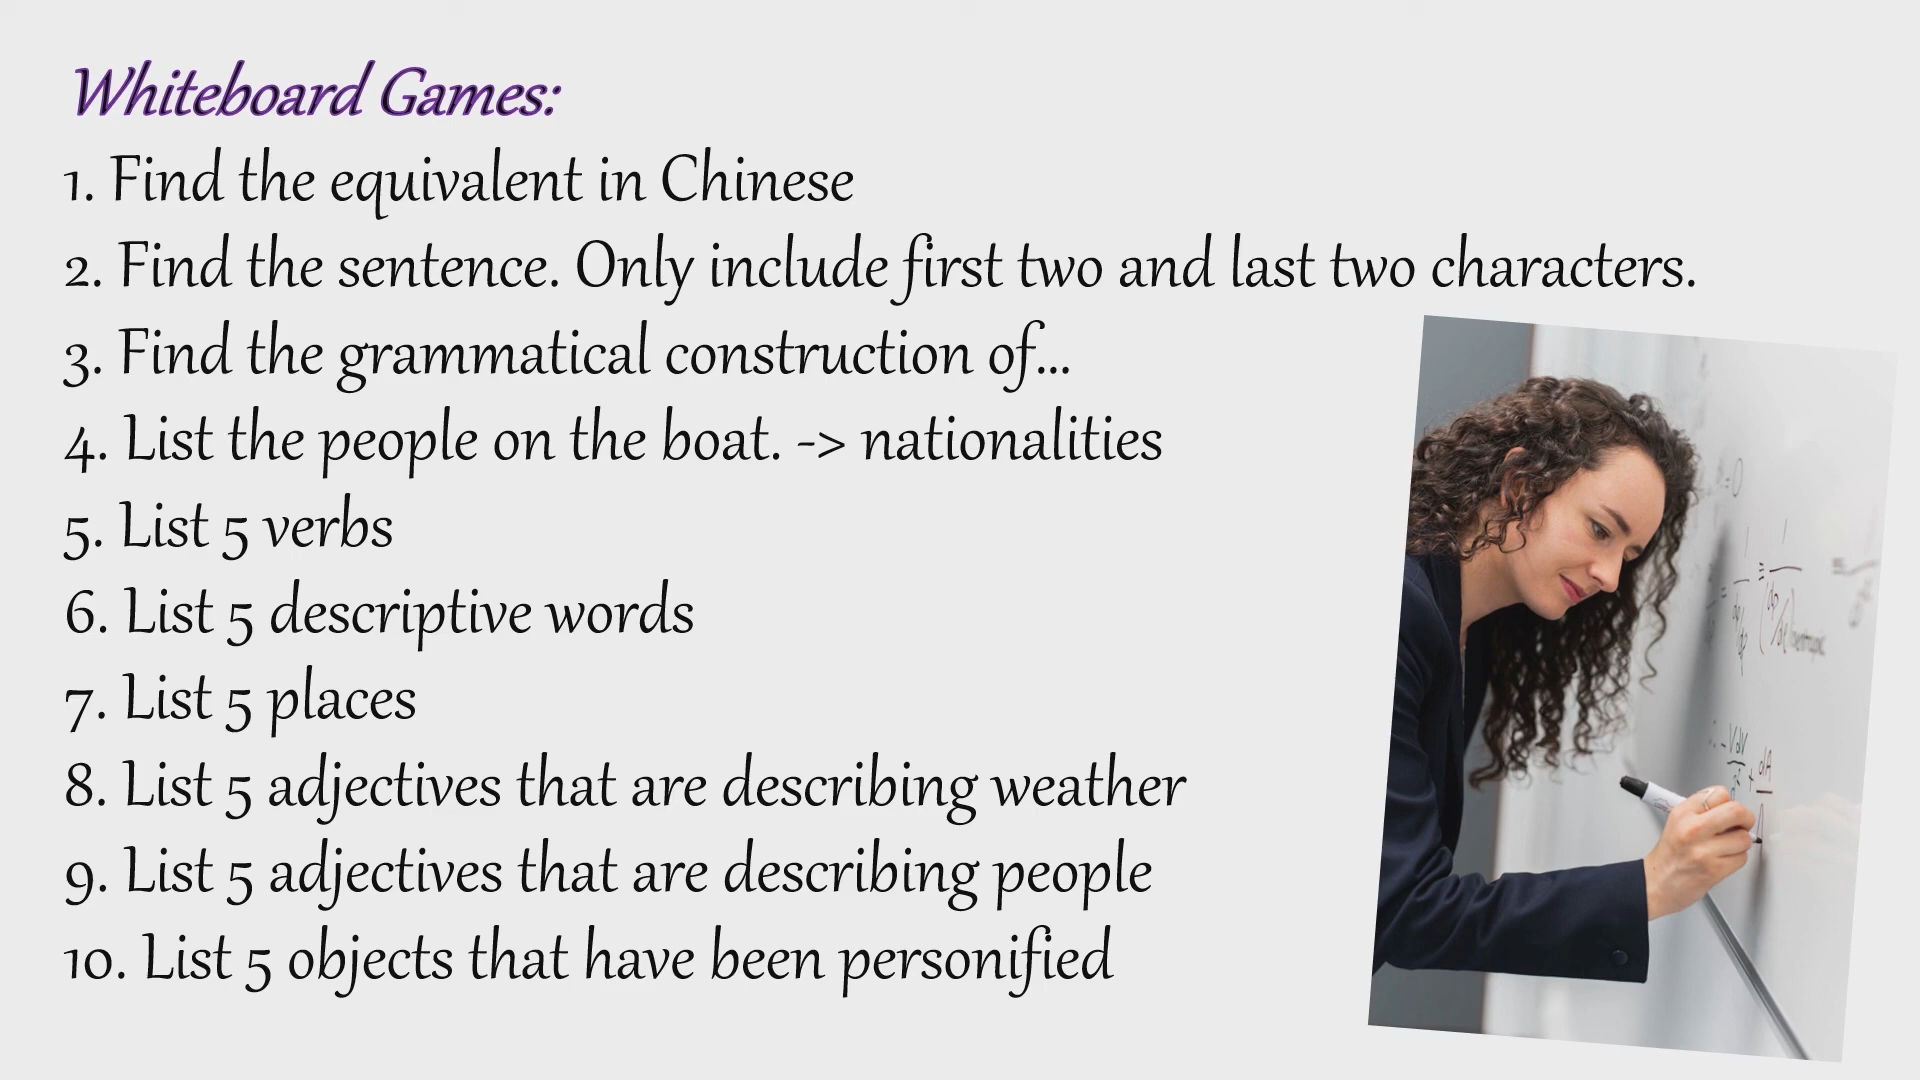 Whiteboard Games:
1. Find the equivalent in Chinese
2. Find the sentence. Only include first two and last two characters.
3. Find the grammatical construction of...
4. List the people on the boat. -> nationalities
5. List 5 verbs
6. List 5 descriptive words
7. List 5 places
8. List 5 adjectives that are describing weather
9. List 5 adjectives that are describing people
10. List 5 objects that have been personified